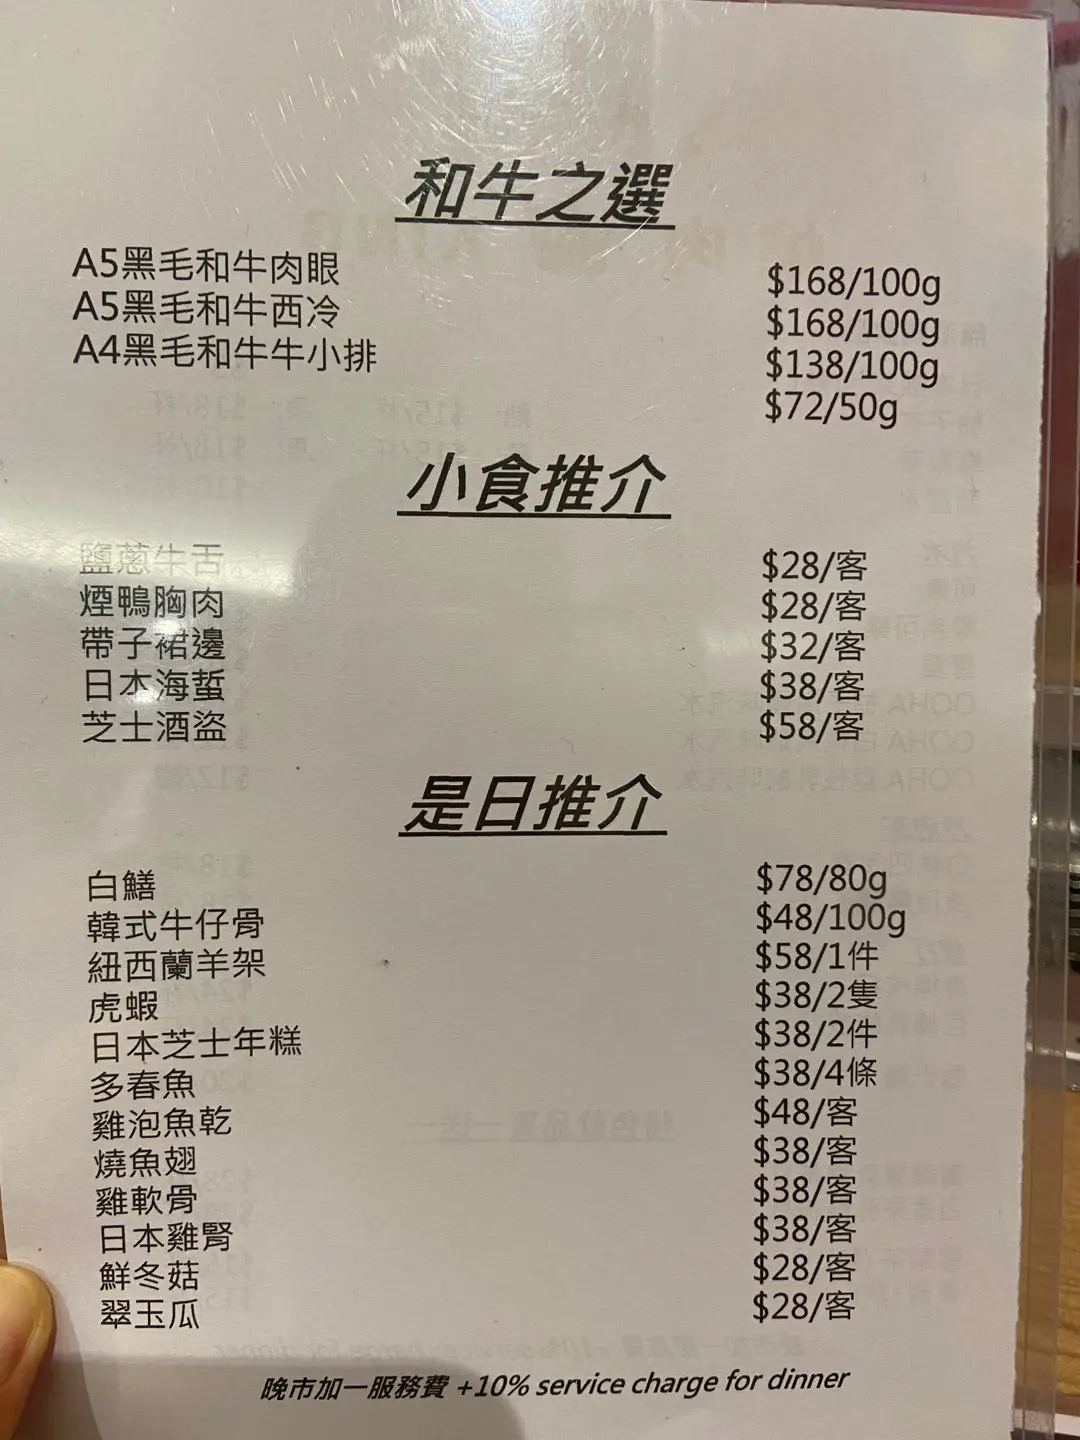 和牛之選
A5黑毛和牛肉眼 $168/100g
A5黑毛和牛西冷 $168/100g
A4黑毛和牛牛小排 $138/100g
$72/50g
小食推介
鹽蔥牛舌 $28/客
煙鴨胸肉 $28/客
帶子裙邊 $32/客
日本海蜇 $38/客
芝士酒盜 $58/客
是日推介
白鱔 $78/80g
韓式牛仔骨 $48/100g
紐西蘭羊架 $58/1件
虎蝦 $38/2隻
日本芝士年糕 $38/2件
多春魚 $38/4條
雞泡魚乾 $48/客
燒魚翅 $38/客
雞軟骨 $38/客
日本雞腎 $38/客
鮮冬菇 $28/客
翠玉瓜 $28/客
晚市加一服務費 +10% service charge for dinner